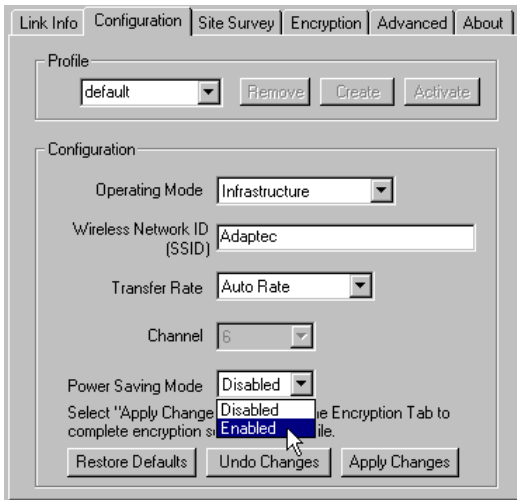 Link Info Configuration Site Survey Encryption Advanced About
Profile
default Remove Create Activate
Configuration
Operating Mode Infrastructure
Wireless Network ID
(SSID) Adaptec
Transfer Rate Auto Rate
Channel 6
Power Saving Mode Disabled
Select "Apply Change Disabled e Encryption Tab to
complete encryption s Enabled ile.
Restore Defaults Undo Changes Apply Changes